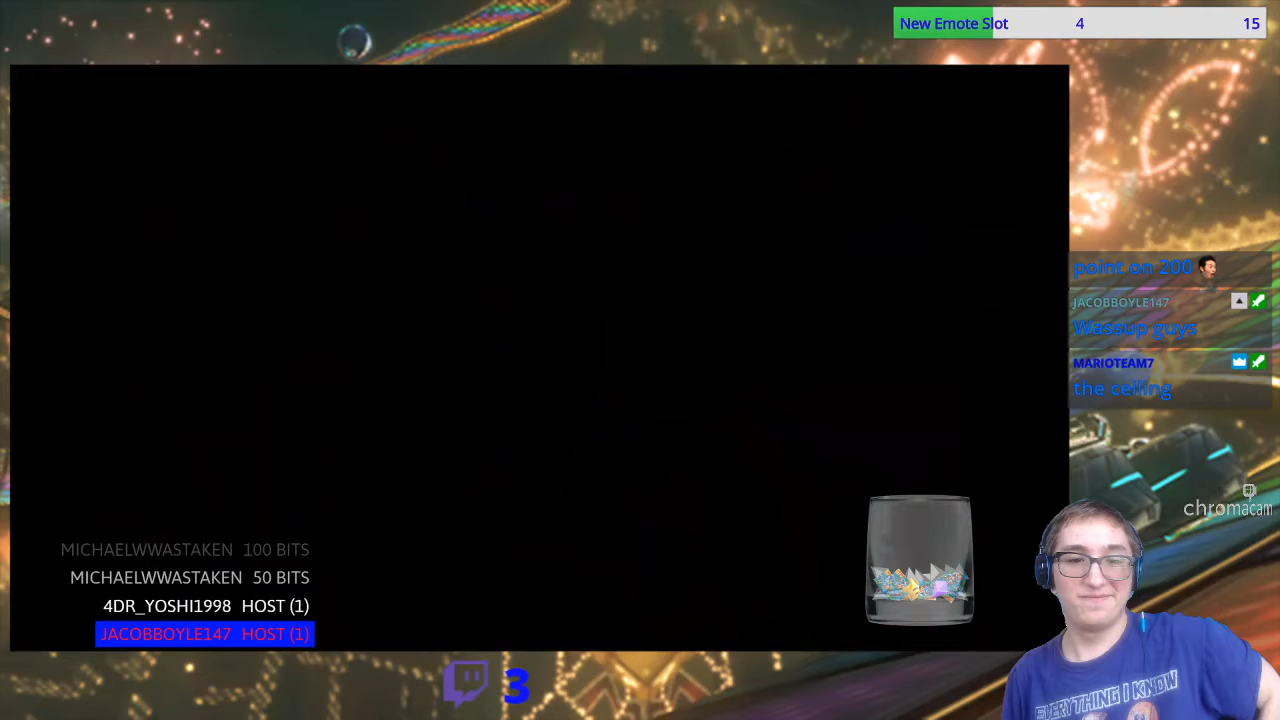 New Emote Slot 4 15
point on 200
JACOBBOYLE147
Wassup guys
MARIOTEAM7
the ceiling
chromacam
MICHAELWWASTAKEN 100 BITS
MICHAELWWASTAKEN 50 BITS
4DR_YOSHI1998 HOST (1)
JACOBBOYLE147 HOST (1)
3
EVERYTHING I KNOW